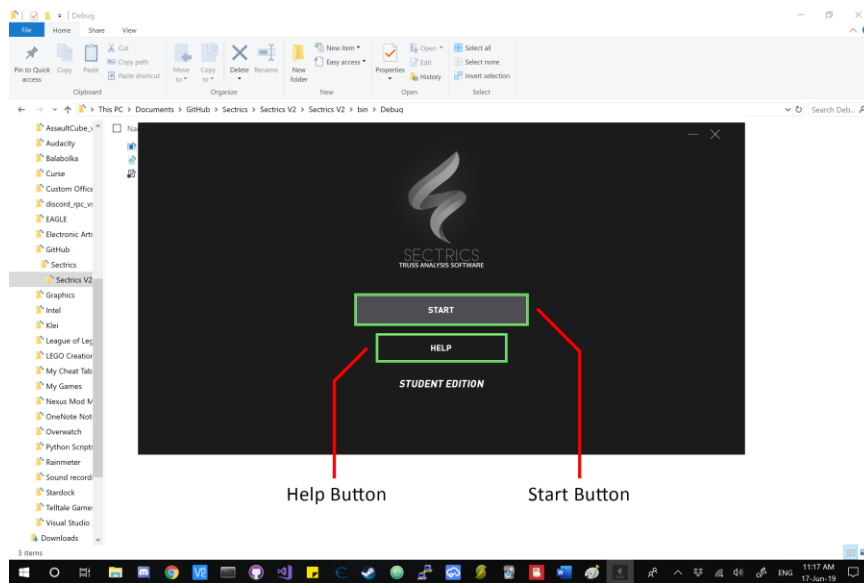 Debug
File Home Share View
Pin to Quick access
Copy
Paste
Cut
Copy path
Paste shortcut
Clipboard
Move to
Copy to
Delete
Rename
Organize
New folder
New item
Easy access
New
Properties
Open
Edit
History
Open
Select all
Select none
Invert selection
Select
This PC > Documents > GitHub > Sectrics > Sectrics V2 > Sectrics V2 > bin > Debug
Search Deb...
AssaultCube_v
Audacity
Balabolka
Curse
Custom Office
discord_rpc_vs
EAGLE
Electronic Arts
GitHub
Sectrics
Sectrics V2
Graphics
Intel
Klei
League of Leg
LEGO Creation
My Cheat Tab
My Games
Nexus Mod M
OneNote Not
Overwatch
Python Scripts
Rainmeter
Sound recordi
Stardock
Telltale Games
Visual Studio
Downloads
3 items
Na
SECTRICS
TRUSS ANALYSIS SOFTWARE
START
HELP
STUDENT EDITION
Help Button
Start Button
ENG
11:17 AM
17-Jun-19